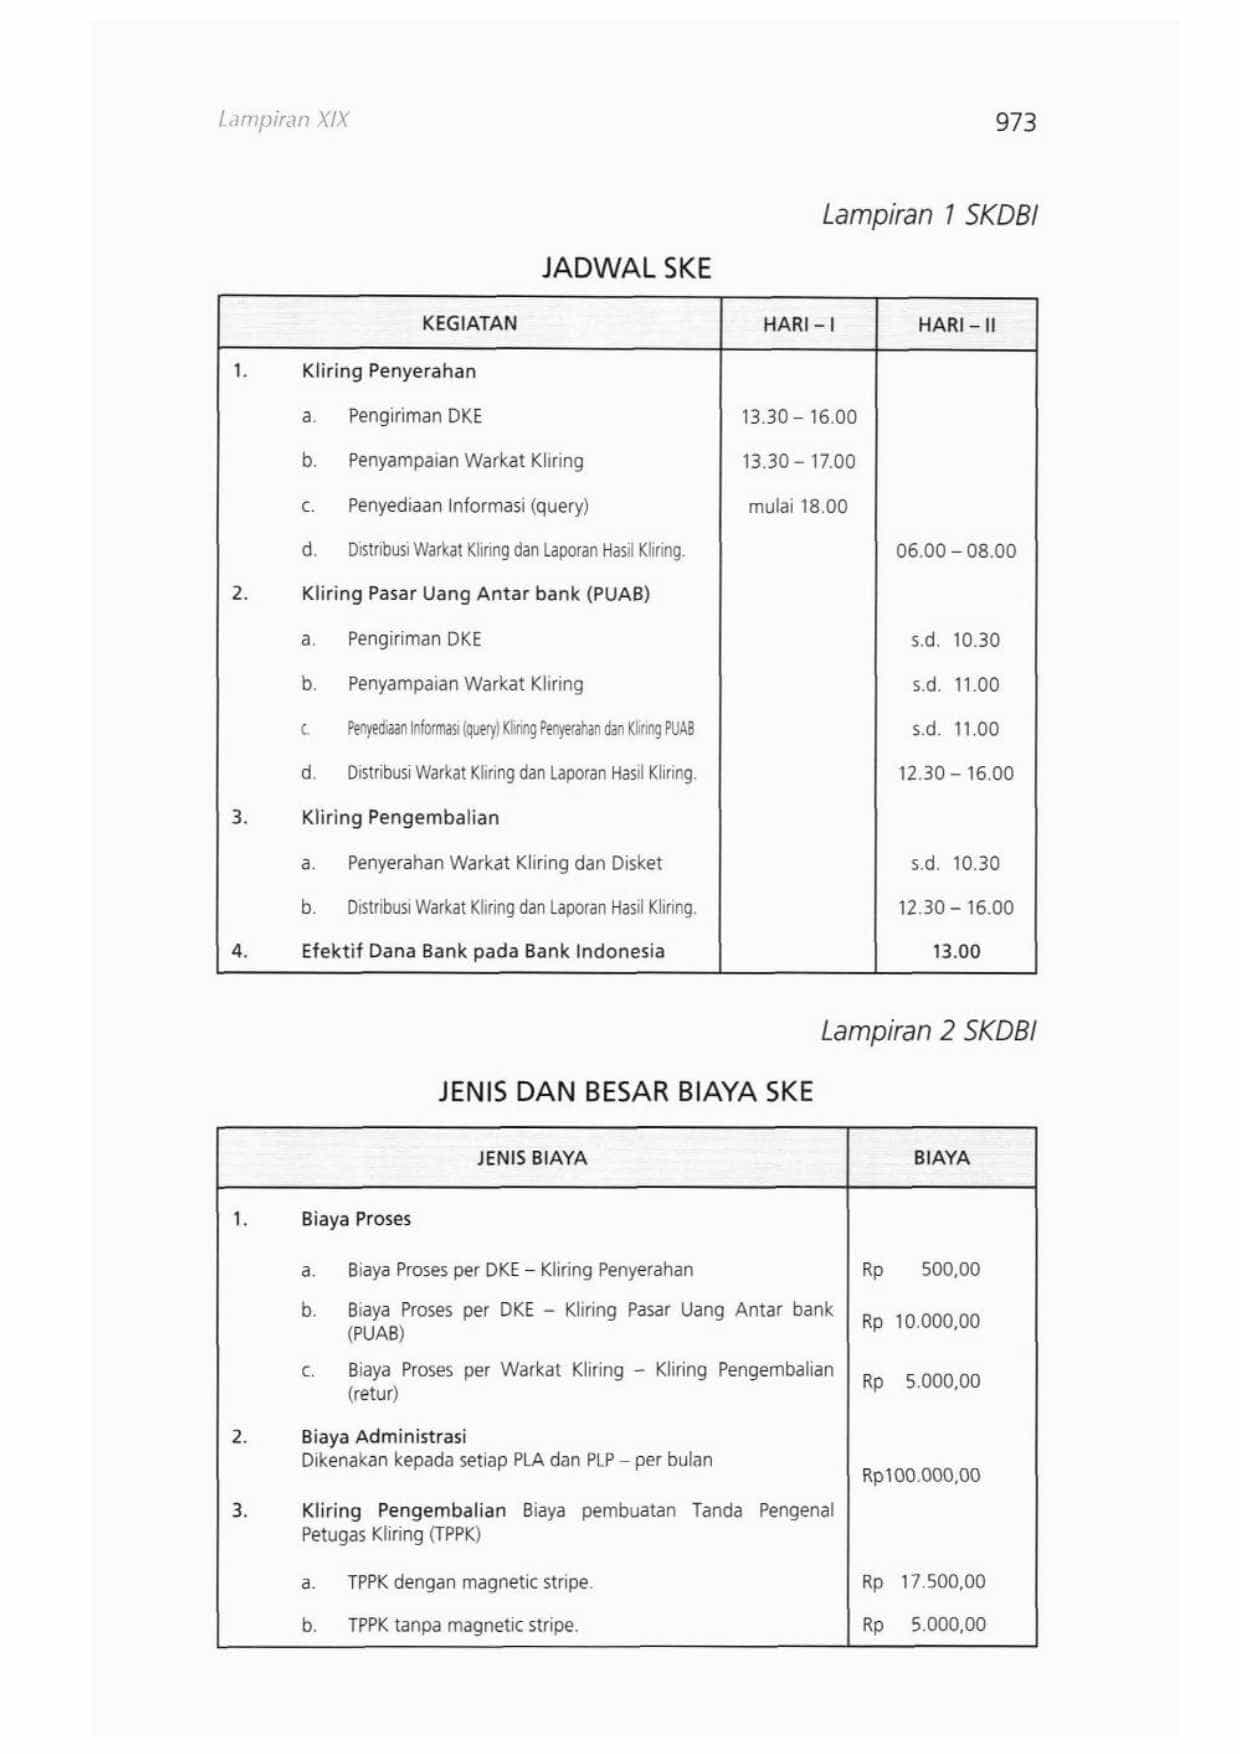 Lampiran XIX 973
Lampiran 1 SKDBI
JADWAL SKE
KEGIATAN HARI – I HARI – II
1. Kliring Penyerahan
a. Pengiriman DKE 13.30 – 16.00
b. Penyampaian Warkat Kliring 13.30 – 17.00
c. Penyediaan Informasi (query) mulai 18.00
d. Distribusi Warkat Kliring dan Laporan Hasil Kliring. 06.00 – 08.00
2. Kliring Pasar Uang Antar bank (PUAB)
a. Pengiriman DKE s.d. 10.30
b. Penyampaian Warkat Kliring s.d. 11.00
c. Penyediaan Informasi (query) Kliring Penyerahan dan Kliring PUAB s.d. 11.00
d. Distribusi Warkat Kliring dan Laporan Hasil Kliring. 12.30 – 16.00
3. Kliring Pengembalian
a. Penyerahan Warkat Kliring dan Disket s.d. 10.30
b. Distribusi Warkat Kliring dan Laporan Hasil Kliring. 12.30 – 16.00
4. Efektif Dana Bank pada Bank Indonesia 13.00
Lampiran 2 SKDBI
JENIS DAN BESAR BIAYA SKE
JENIS BIAYA BIAYA
1. Biaya Proses
a. Biaya Proses per DKE – Kliring Penyerahan Rp 500,00
b. Biaya Proses per DKE – Kliring Pasar Uang Antar bank
(PUAB) Rp 10.000,00
c. Biaya Proses per Warkat Kliring – Kliring Pengembalian
(retur) Rp 5.000,00
2. Biaya Administrasi
Dikenakan kepada setiap PLA dan PLP – per bulan
Rp100.000,00
3. Kliring Pengembalian Biaya pembuatan Tanda Pengenal
Petugas Kliring (TPPK)
a. TPPK dengan magnetic stripe. Rp 17.500,00
b. TPPK tanpa magnetic stripe. Rp 5.000,00